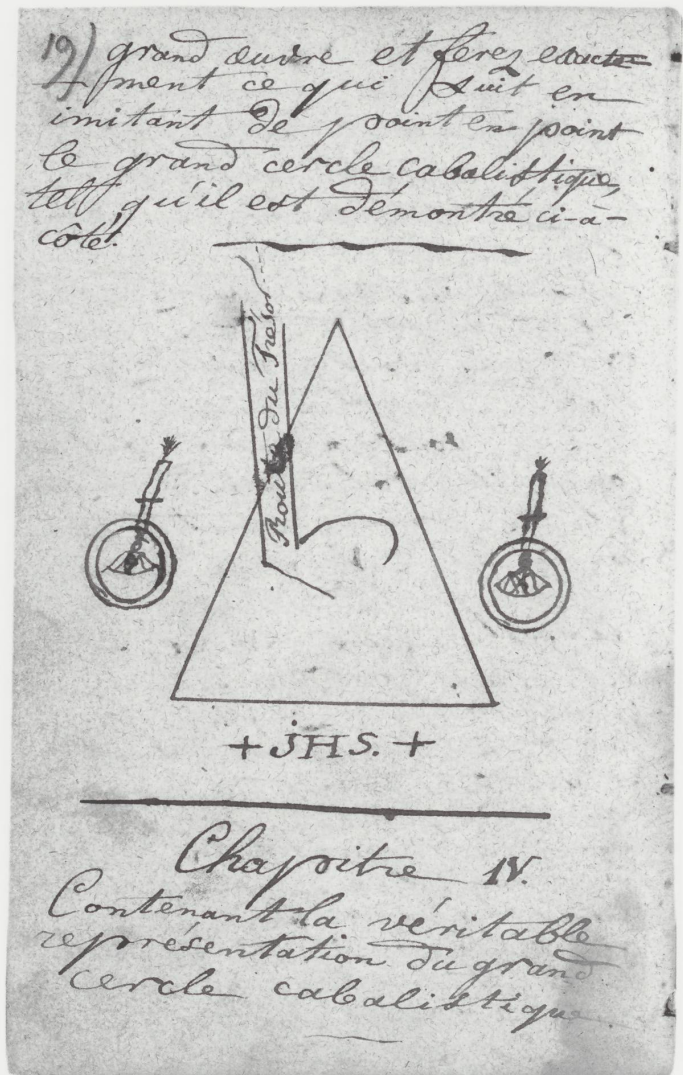 19)
grand œuvre et ferez exacte=
ment ce qui suit en
imitant de point en point
le grand cercle cabalistique,
tel qu'il est démontré ci-à-
côté.
Route du Trésor
+ JHS. +
Chapitre IV.
Contenant la véritable
représentation du grand
cercle cabalistique